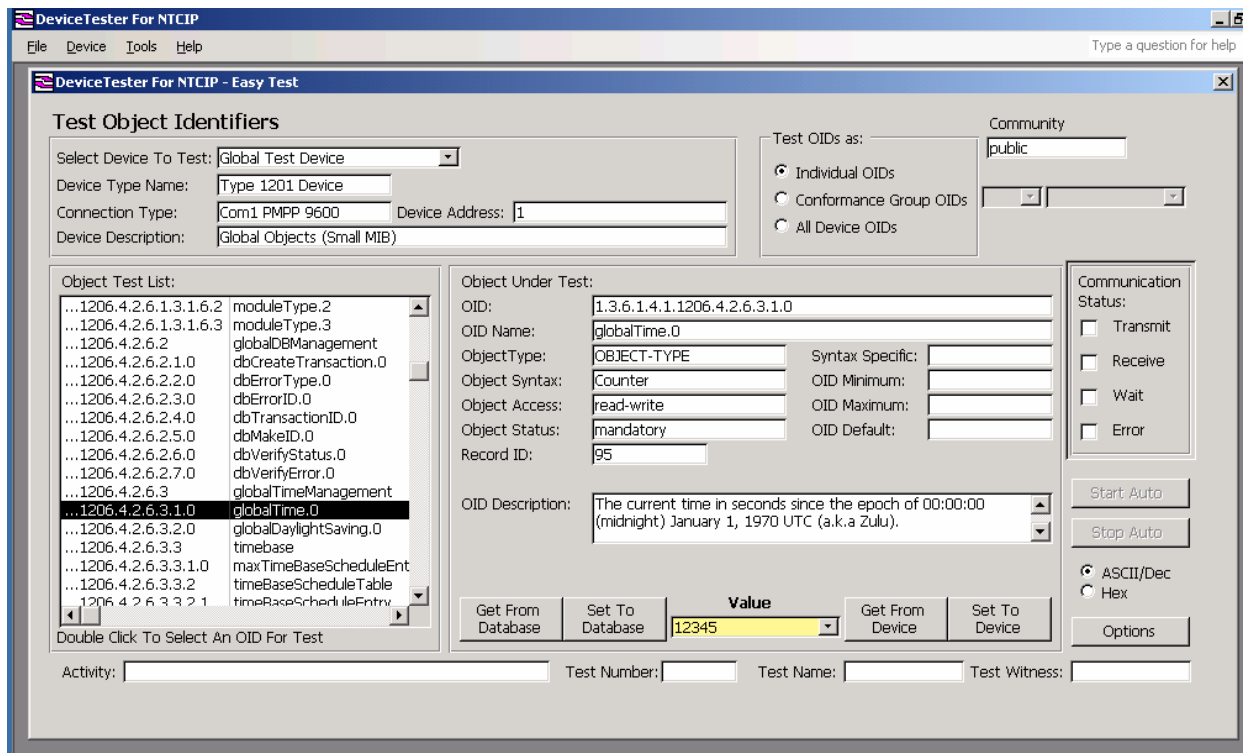 DeviceTester For NTCIP
File Device Tools Help Type a question for help
DeviceTester For NTCIP - Easy Test
Test Object Identifiers
Select Device To Test: Global Test Device
Device Type Name: Type 1201 Device
Connection Type: Com1 PMPP 9600 Device Address: 1
Device Description: Global Objects (Small MIB)
Test OIDs as:
Individual OIDs
Conformance Group OIDs
All Device OIDs
Community
public
Object Test List:
...1206.4.2.6.1.3.1.6.2 moduleType.2
...1206.4.2.6.1.3.1.6.3 moduleType.3
...1206.4.2.6.2 globalDBManagement
...1206.4.2.6.2.1.0 dbCreateTransaction.0
...1206.4.2.6.2.2.0 dbErrorType.0
...1206.4.2.6.2.3.0 dbErrorID.0
...1206.4.2.6.2.4.0 dbTransactionID.0
...1206.4.2.6.2.5.0 dbMakeID.0
...1206.4.2.6.2.6.0 dbVerifyStatus.0
...1206.4.2.6.2.7.0 dbVerifyError.0
...1206.4.2.6.3 globalTimeManagement
...1206.4.2.6.3.1.0 globalTime.0
...1206.4.2.6.3.2.0 globalDaylightSaving.0
...1206.4.2.6.3.3 timebase
...1206.4.2.6.3.3.1.0 maxTimeBaseScheduleEnt
...1206.4.2.6.3.3.2 timeBaseScheduleTable
...1206.4.2.6.3.3.2.1 timeBaseScheduleEntry
Double Click To Select An OID For Test
Object Under Test:
OID: 1.3.6.1.4.1.1206.4.2.6.3.1.0
OID Name: globalTime.0
ObjectType: OBJECT-TYPE Syntax Specific:
Object Syntax: Counter OID Minimum:
Object Access: read-write OID Maximum:
Object Status: mandatory OID Default:
Record ID: 95
OID Description: The current time in seconds since the epoch of 00:00:00
(midnight) January 1, 1970 UTC (a.k.a Zulu).
Value
Get From Database
Set To Database
12345
Get From Device
Set To Device
Communication
Status:
Transmit
Receive
Wait
Error
Start Auto
Stop Auto
ASCII/Dec
Hex
Options
Activity: Test Number: Test Name: Test Witness: